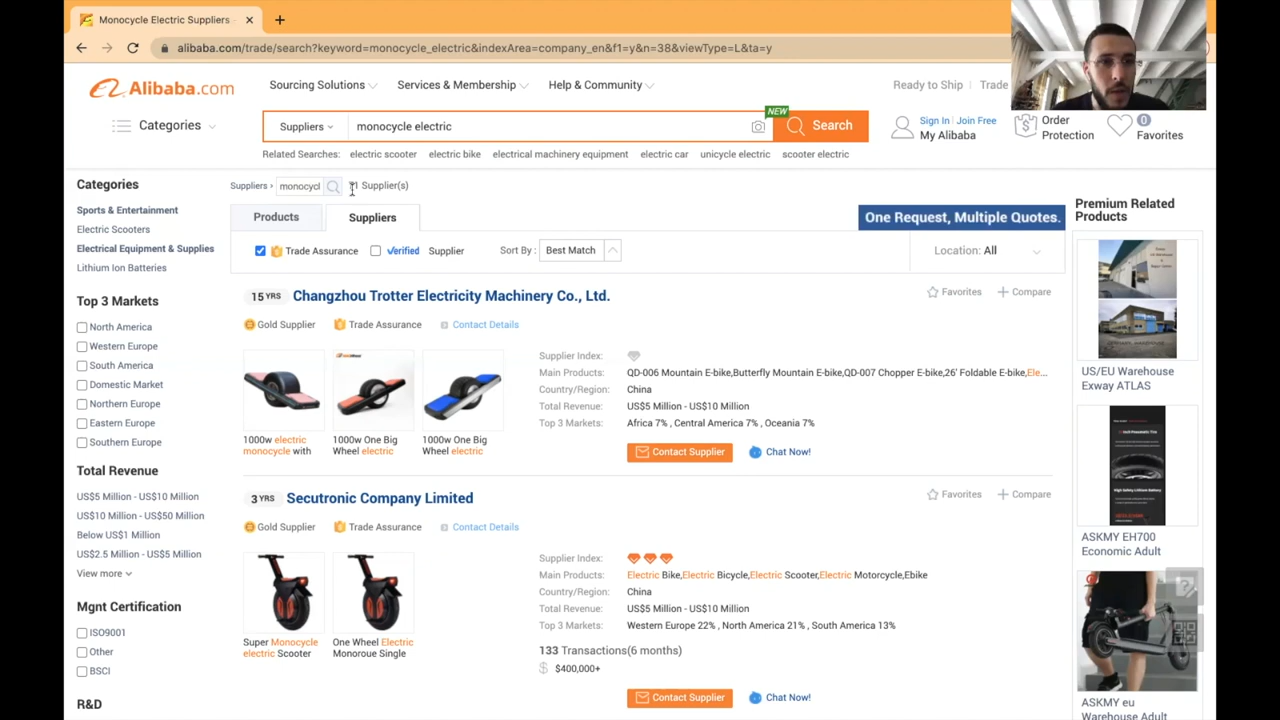 Monocycle Electric Suppliers
alibaba.com/trade/search?keyword=monocycle_electric&indexArea=company_en&f1=y&n=38&viewType=L&ta=y
Alibaba.com
Sourcing Solutions
Services & Membership
Help & Community
Ready to Ship
Trade
Categories
Suppliers
monocycle electric
NEW
Search
Sign In | Join Free
My Alibaba
Order
Protection
0
Favorites
Related Searches: electric scooter electric bike electrical machinery equipment electric car unicycle electric scooter electric
Categories
Sports & Entertainment
Electric Scooters
Electrical Equipment & Supplies
Lithium Ion Batteries
Top 3 Markets
North America
Western Europe
South America
Domestic Market
Northern Europe
Eastern Europe
Southern Europe
Total Revenue
US$5 Million - US$10 Million
US$10 Million - US$50 Million
Below US$1 Million
US$2.5 Million - US$5 Million
View more
Mgnt Certification
ISO9001
Other
BSCI
R&D
Suppliers > monocycl
Supplier(s)
Products
Suppliers
One Request, Multiple Quotes.
Trade Assurance
Verified Supplier
Sort By : Best Match
Location: All
15 YRS Changzhou Trotter Electricity Machinery Co., Ltd.
Favorites
Compare
Gold Supplier
Trade Assurance
Contact Details
1000w electric
monocycle with
1000w One Big
Wheel electric
1000w One Big
Wheel electric
Supplier Index:
Main Products: QD-006 Mountain E-bike,Butterfly Mountain E-bike,QD-007 Chopper E-bike,26' Foldable E-bike,Ele...
Country/Region: China
Total Revenue: US$5 Million - US$10 Million
Top 3 Markets: Africa 7% , Central America 7% , Oceania 7%
Contact Supplier
Chat Now!
3 YRS Secutronic Company Limited
Favorites
Compare
Gold Supplier
Trade Assurance
Contact Details
Super Monocycle
electric Scooter
One Wheel Electric
Monoroue Single
Supplier Index:
Main Products: Electric Bike,Electric Bicycle,Electric Scooter,Electric Motorcycle,Ebike
Country/Region: China
Total Revenue: US$5 Million - US$10 Million
Top 3 Markets: Western Europe 22% , North America 21% , South America 13%
133 Transactions(6 months)
$ $400,000+
Contact Supplier
Chat Now!
Premium Related
Products
US/EU Warehouse
Exway ATLAS
ASKMY EH700
Economic Adult
ASKMY eu
Warehouse Adult